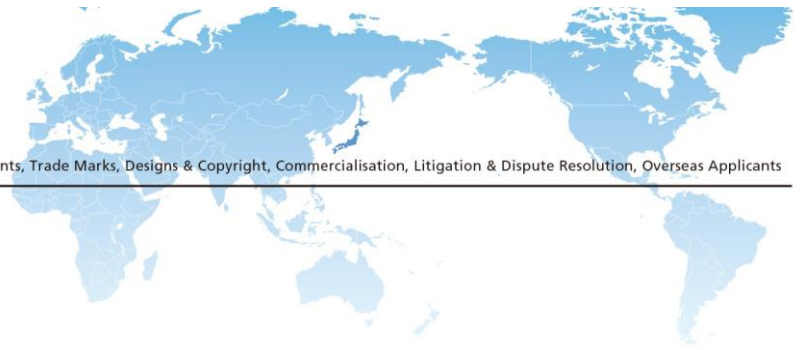 nts, Trade Marks, Designs & Copyright, Commercialisation, Litigation & Dispute Resolution, Overseas Applicants